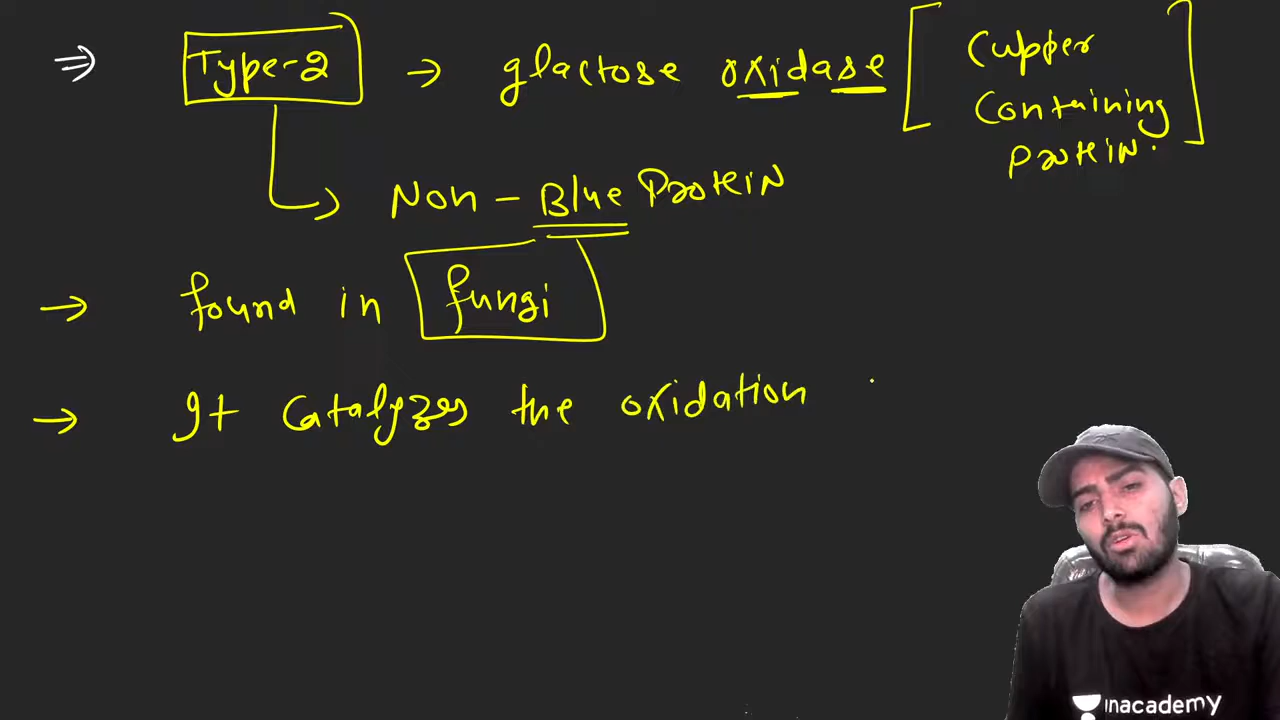 ⇒ Type-2 → glactose oxidase [Cupper
Containing
Protein.]
Non-Blue Protein
→ found in fungi
→ It Catalyzes the oxidation
unacademy